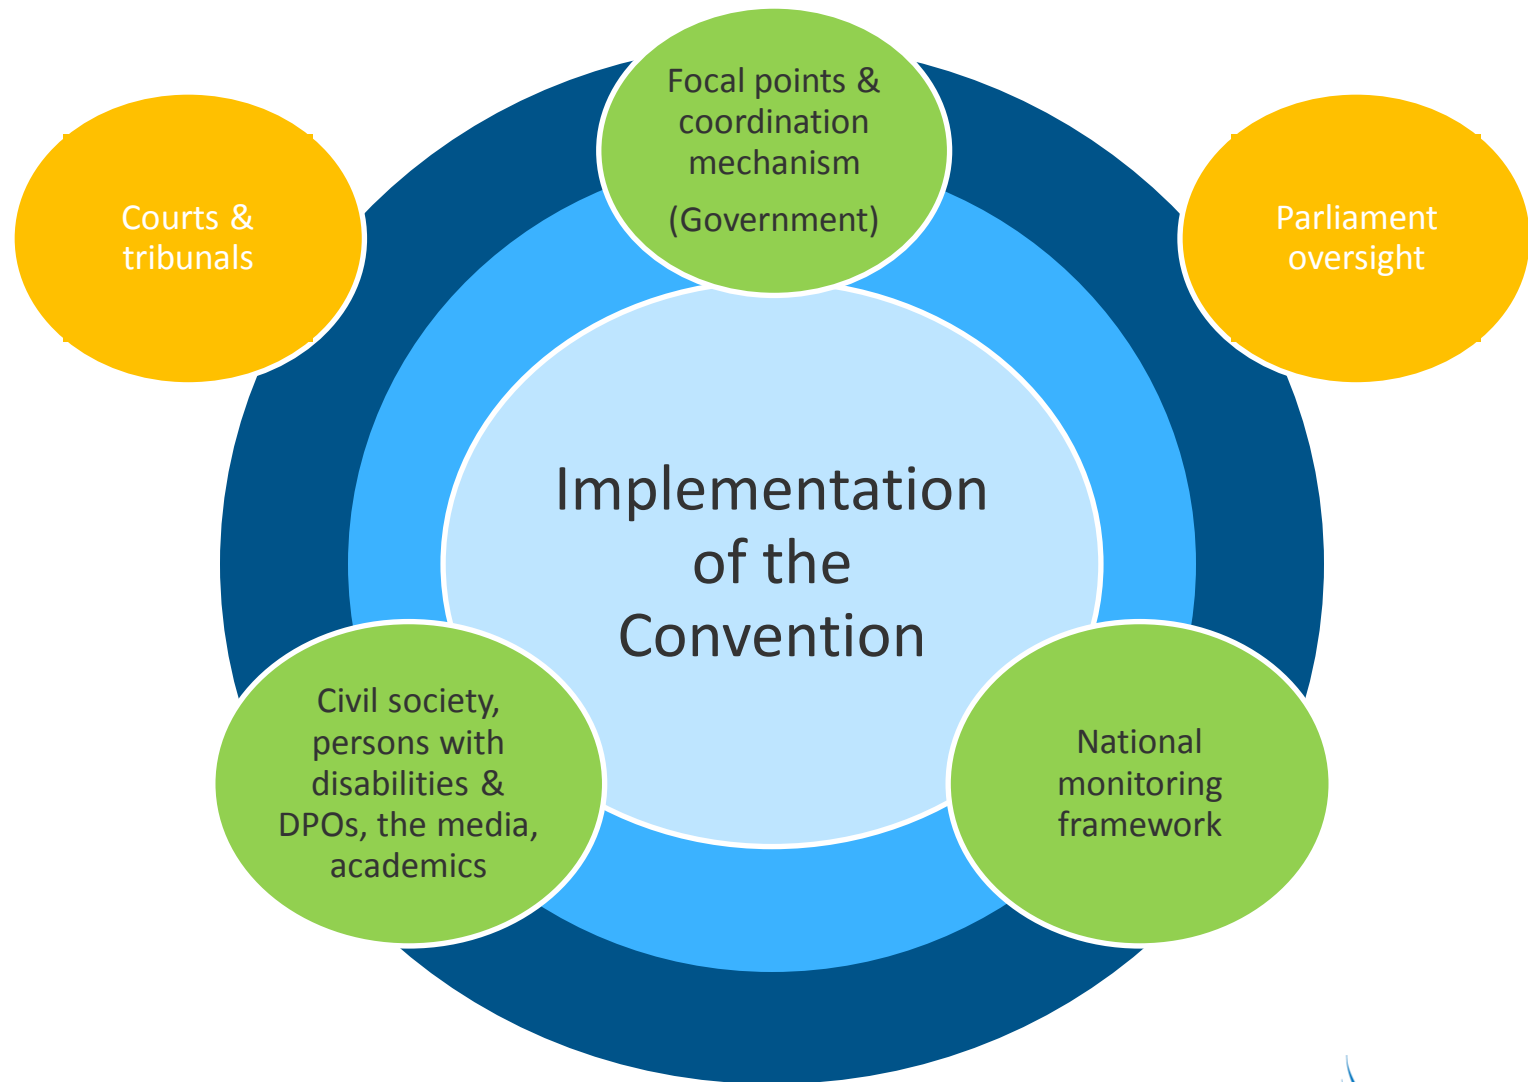 Focal points &
coordination
mechanism
(Government)
Courts &
tribunals
Parliament
oversight
Implementation
of the
Convention
Civil society,
persons with
disabilities &
DPOs, the media,
academics
National
monitoring
framework